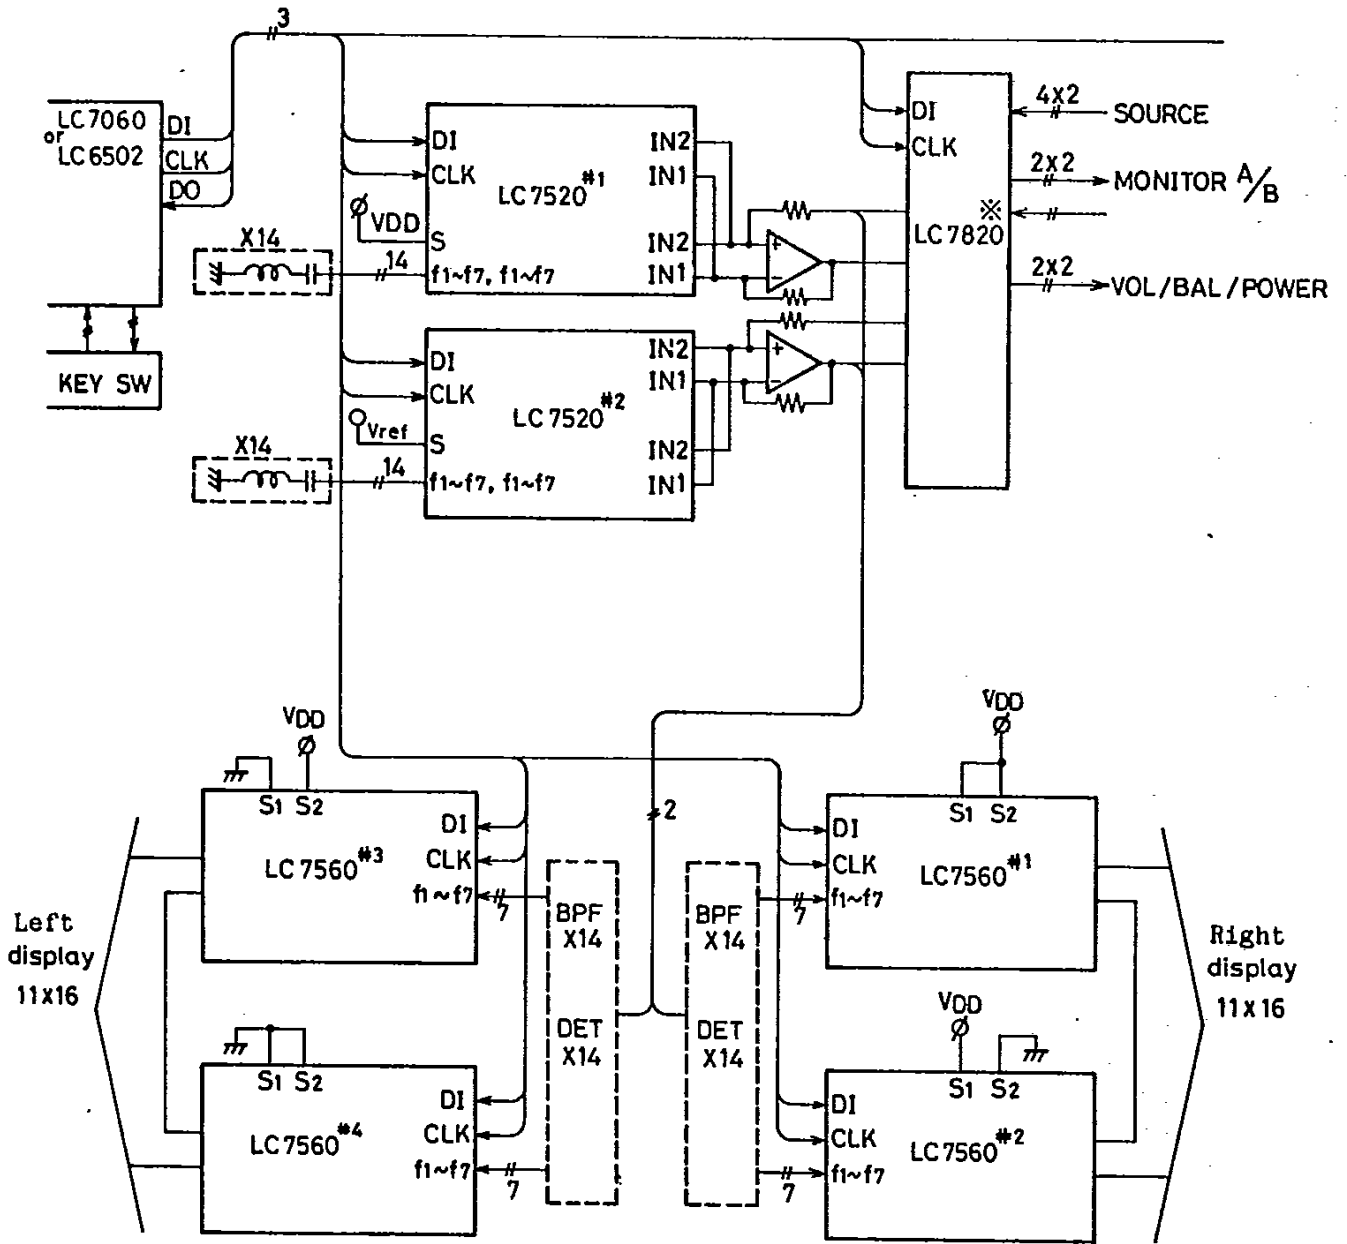 3
LC7060
or
LC6502
DI
CLK
DO
KEY SW
X14
14
VDD
DI
CLK
S
f1~f7, f1~f7
LC7520 #1
IN2
IN1
IN2
IN1
X14
14
Vref
DI
CLK
S
f1~f7, f1~f7
LC7520 #2
IN2
IN1
IN2
IN1
+
−
+
−
DI
CLK
※
LC7820
4X2
SOURCE
2X2
MONITOR A/B
2X2
VOL/BAL/POWER
VDD
S1 S2
DI
CLK
f1~f7
LC7560 #3
7
Left
display
11X16
S1 S2
DI
CLK
f1~f7
LC7560 #4
7
BPF
X14
DET
X14
2
BPF
X14
DET
X14
VDD
S1 S2
DI
CLK
f1~f7
LC7560 #1
7
Right
display
11X16
VDD
S1 S2
DI
CLK
f1~f7
LC7560 #2
7